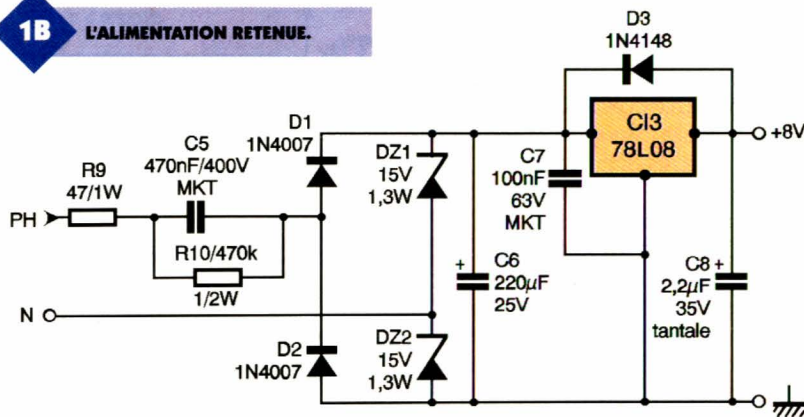 1B
L'ALIMENTATION RETENUE.
D3
1N4148
CI3
78L08
+8V
D1
1N4007
DZ1
15V
1,3W
C7
100nF
63V
MKT
C5
470nF/400V
MKT
R9
47/1W
PH
R10/470k
1/2W
N
C6
+
220µF
25V
C8 +
2,2µF
35V
tantale
D2
1N4007
DZ2
15V
1,3W